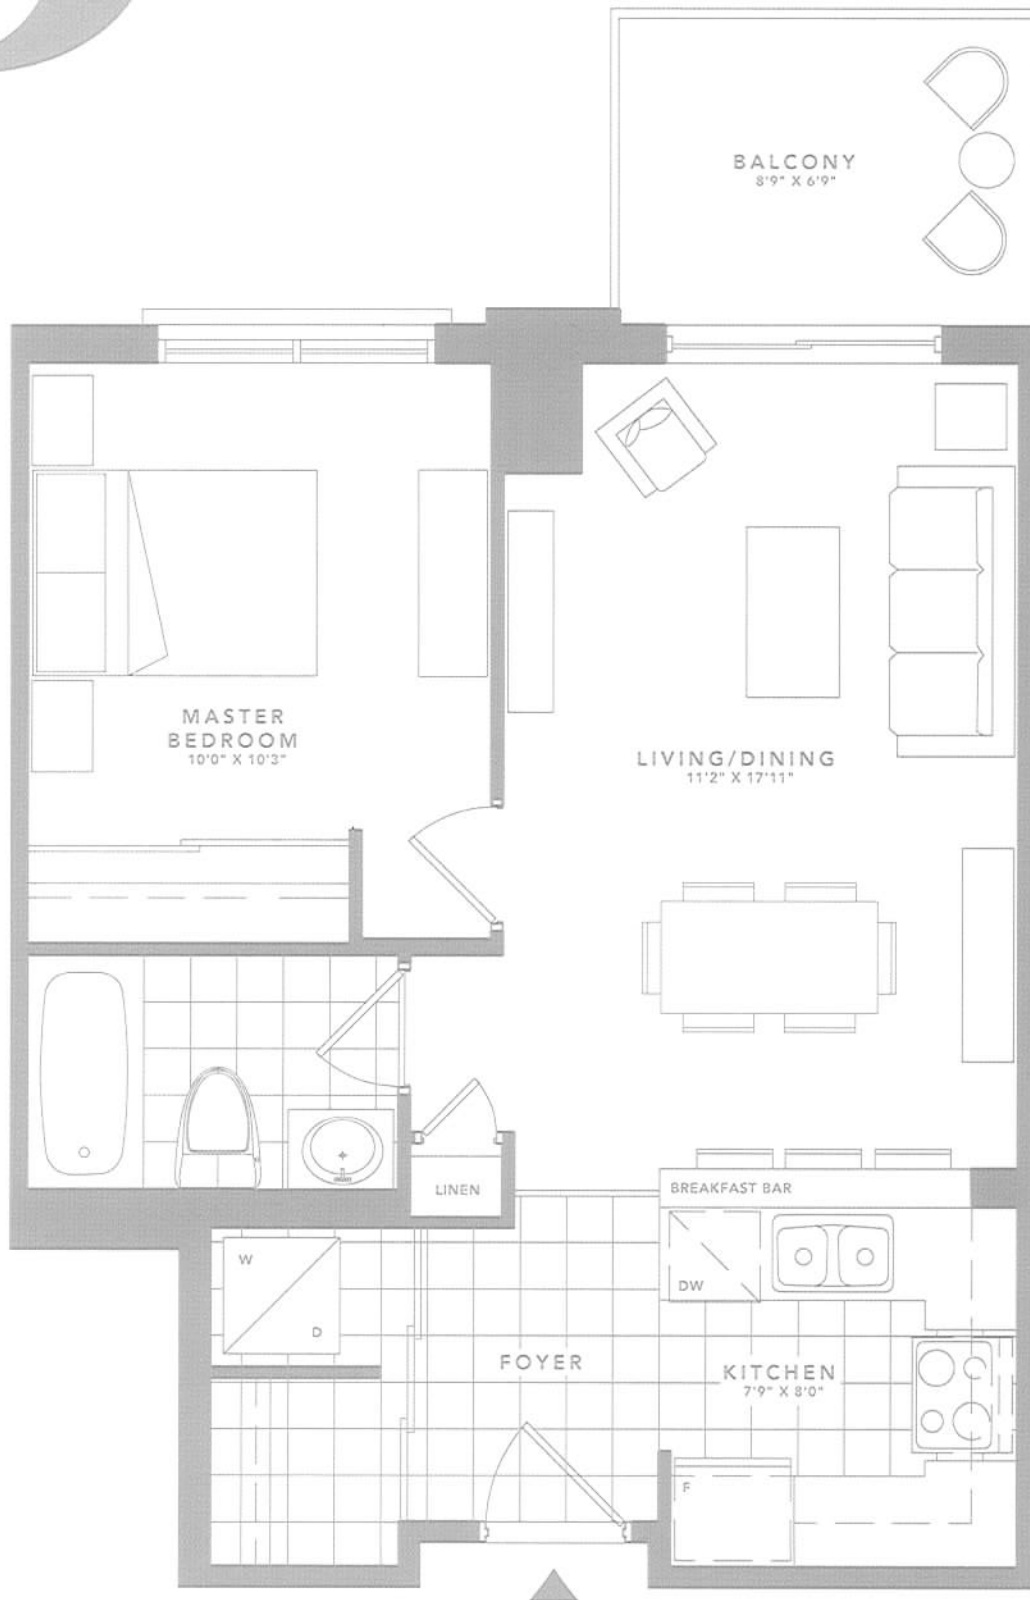 BALCONY
8'9" X 6'9"
MASTER
BEDROOM
10'0" X 10'3"
LIVING/DINING
11'2" X 17'11"
LINEN
BREAKFAST BAR
W
D
DW
FOYER
KITCHEN
7'9" X 8'0"
F